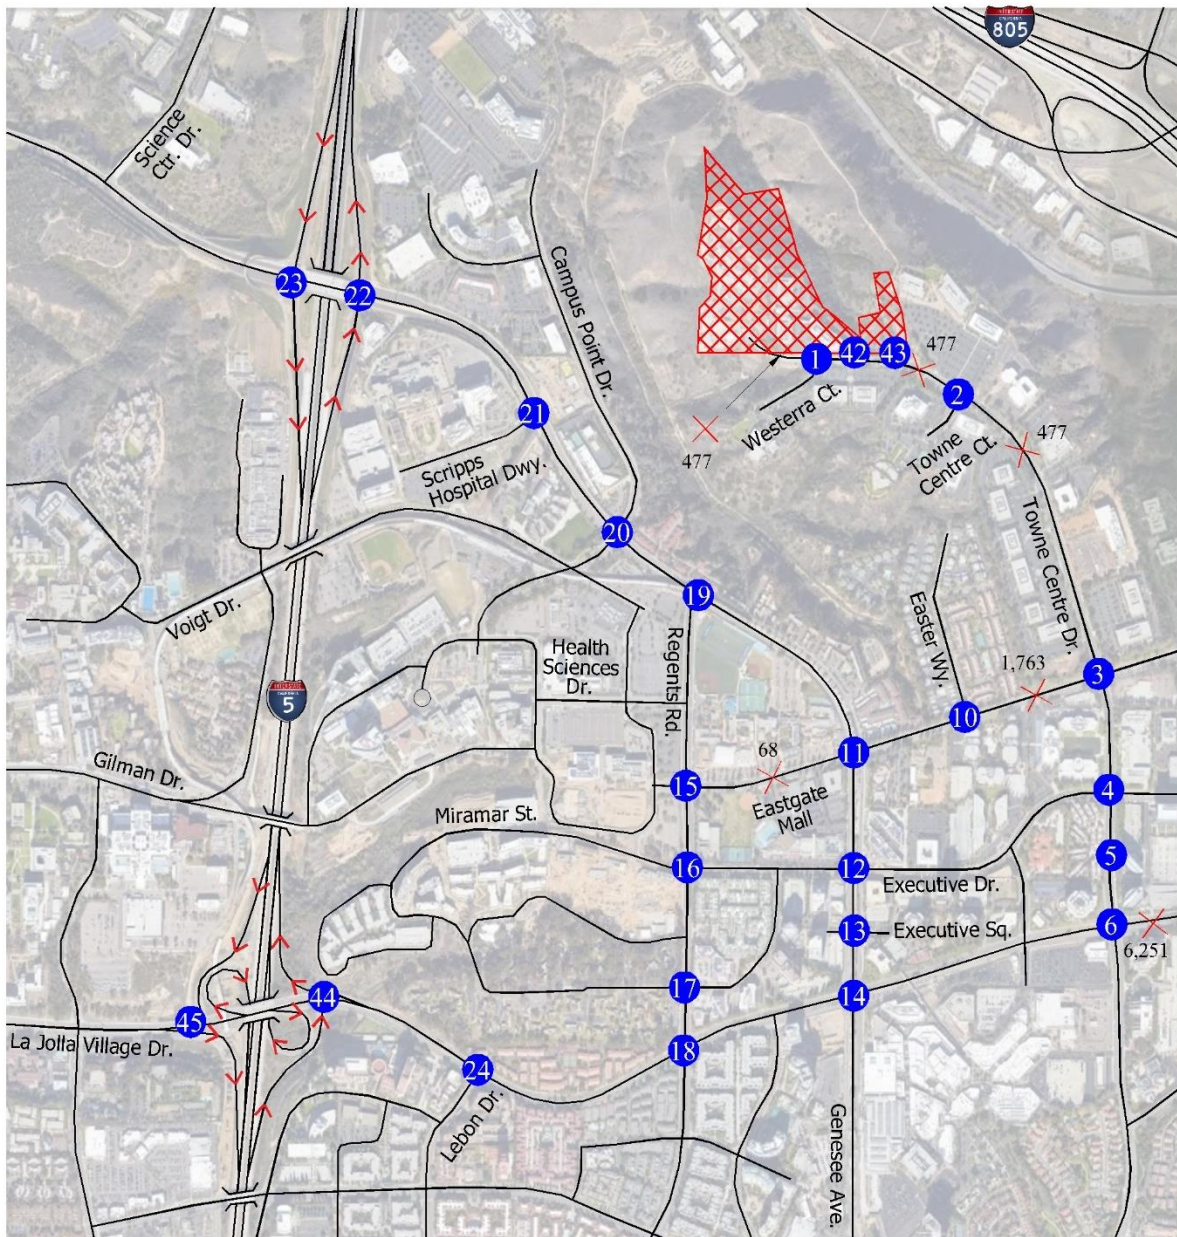 INTERSTATE
CALIFORNIA
805
Science
Ctr. Dr.
23
22
Campus Point Dr.
477
1
42
43
2
Westerra Ct.
477
477
21
Towne
Centre Ct.
Scripps
Hospital Dwy.
Towne Centre Dr.
20
19
Voigt Dr.
Easter Wy.
Health
Sciences
Dr.
Regents Rd.
1,763
3
INTERSTATE
CALIFORNIA
5
10
11
68
Gilman Dr.
15
Eastgate
Mall
4
Miramar St.
16
12
5
Executive Dr.
13
Executive Sq.
6
6,251
17
14
44
45
La Jolla Village Dr.
18
24
Lebon Dr.
Genesee Ave.